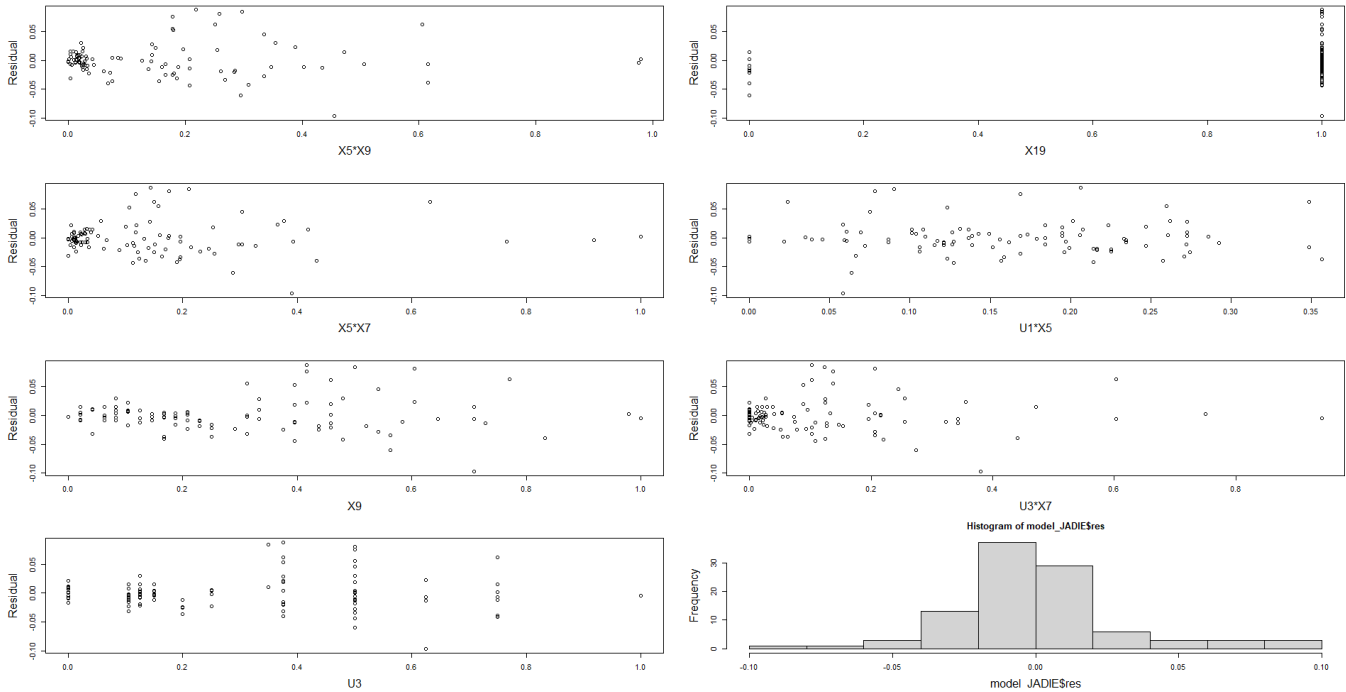 Residual
-0.10 -0.05 0.00 0.05
0.0 0.2 0.4 0.6 0.8 1.0
X5*X9
Residual
-0.10 -0.05 0.00 0.05
0.0 0.2 0.4 0.6 0.8 1.0
X19
Residual
-0.10 -0.05 0.00 0.05
0.0 0.2 0.4 0.6 0.8 1.0
X5*X7
Residual
-0.10 -0.05 0.00 0.05
0.00 0.05 0.10 0.15 0.20 0.25 0.30 0.35
U1*X5
Residual
-0.10 -0.05 0.00 0.05
0.0 0.2 0.4 0.6 0.8 1.0
X9
Residual
-0.10 -0.05 0.00 0.05
0.0 0.2 0.4 0.6 0.8
U3*X7
Residual
-0.10 -0.05 0.00 0.05
0.0 0.2 0.4 0.6 0.8 1.0
U3
Histogram of model_JADIE$res
Frequency
0 10 20 30
-0.10 -0.05 0.00 0.05 0.10
model_JADIE$res